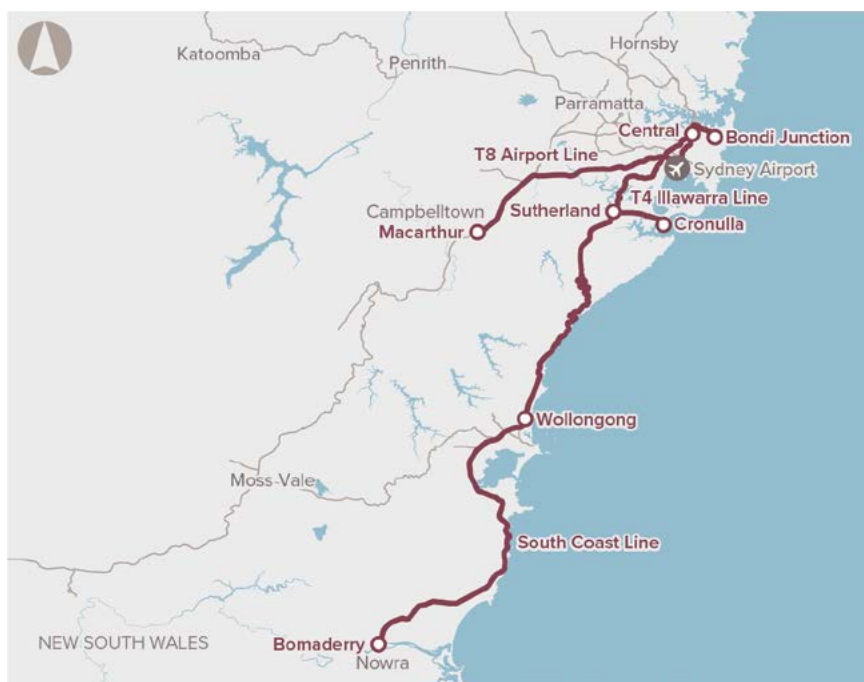 Hornsby
Katoomba
Penrith
Parramatta
Central
Bondi Junction
T8 Airport Line
Sydney Airport
T4 Illawarra Line
Campbelltown
Sutherland
Macarthur
Cronulla
Wollongong
Moss Vale
South Coast Line
NEW SOUTH WALES
Bomaderry
Nowra